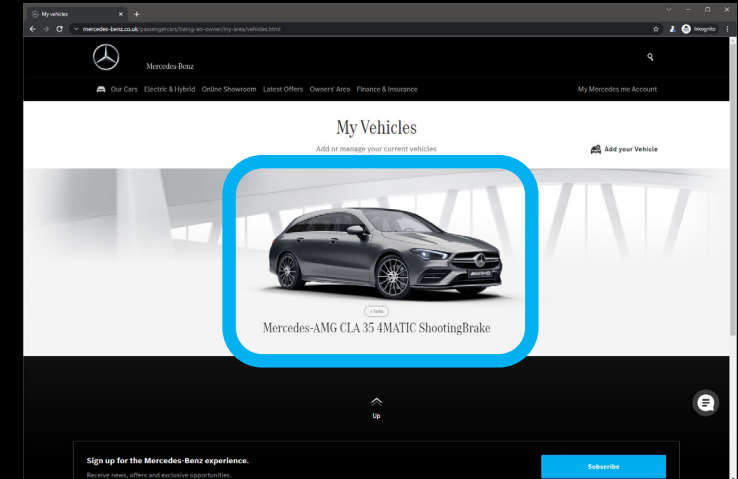 My vehicles
mercedes-benz.co.uk/passengercars/being-an-owner/my-area/vehicles.html
Inkognito
Mercedes-Benz
Our Cars Electric & Hybrid Online Showroom Latest Offers Owners' Area Finance & Insurance My Mercedes me Account
My Vehicles
Add or manage your current vehicles
Add your Vehicle
+ Info
Mercedes-AMG CLA 35 4MATIC ShootingBrake
Up
Sign up for the Mercedes-Benz experience.
Receive news, offers and exclusive opportunities.
Subscribe